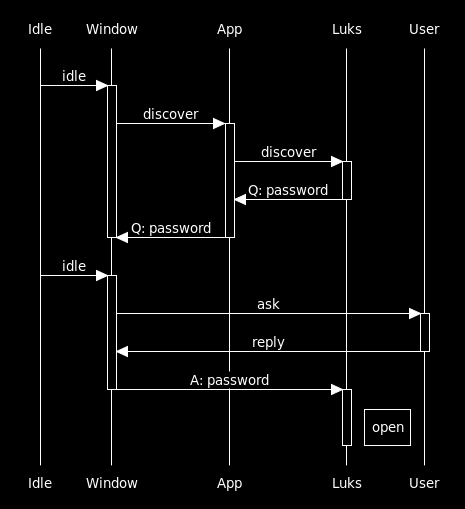 Idle Window App Luks User
idle
discover
discover
Q: password
Q: password
idle
ask
reply
A: password
open
Idle Window App Luks User